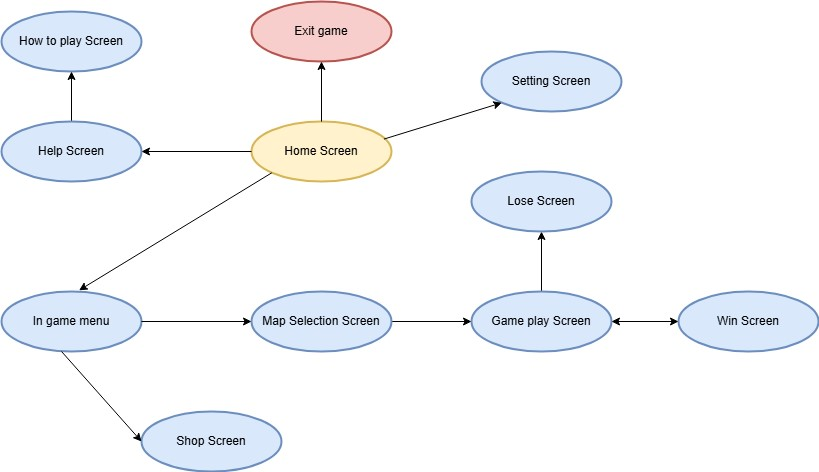 How to play Screen
Exit game
Setting Screen
Help Screen
Home Screen
Lose Screen
In game menu
Map Selection Screen
Game play Screen
Win Screen
Shop Screen